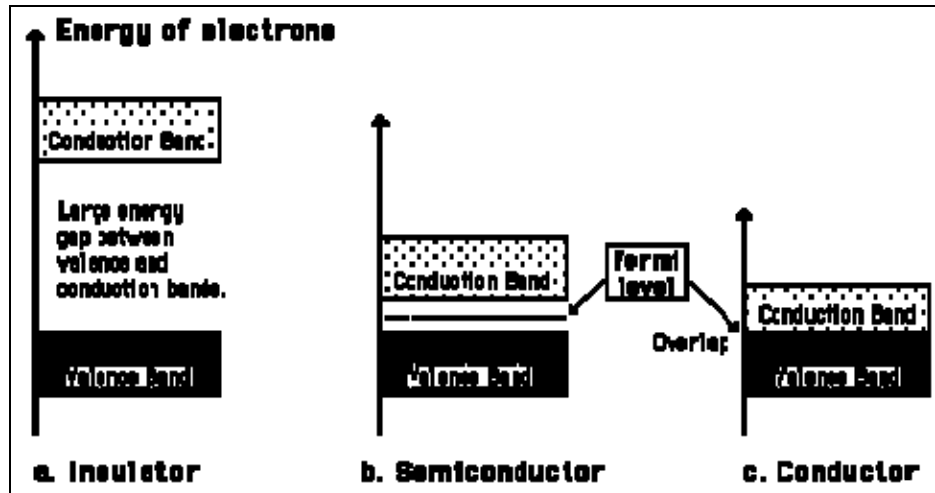 Energy of electrons
Conduction Band
Large energy
gap between
valence and
conduction bands.
Valence Band
a. Insulator
Conduction Band
Valence Band
b. Semiconductor
Fermi
level
Overlap
Conduction Band
Valence Band
c. Conductor